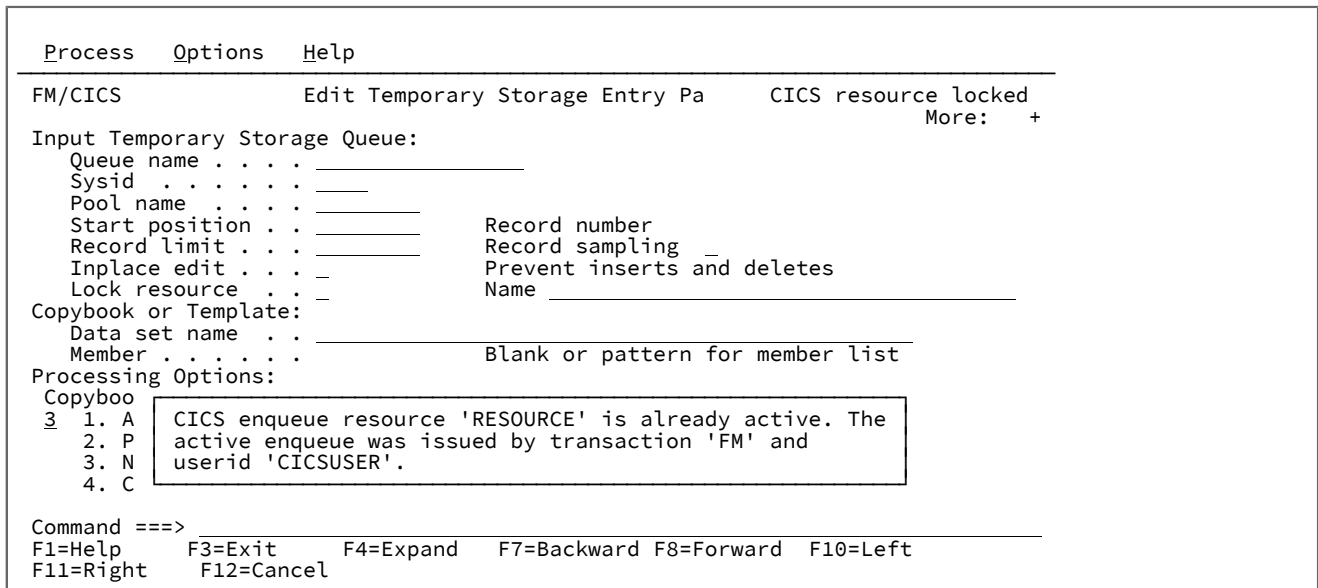 Process   Options   Help
FM/CICS   Edit Temporary Storage Entry Pa   CICS resource locked
More:   +
Input Temporary Storage Queue:
Queue name . . . .
Sysid  . . . . . .
Pool name  . . . .
Start position . .   Record number
Record limit . . .   Record sampling
Inplace edit . . .   Prevent inserts and deletes
Lock resource  . .   Name
Copybook or Template:
Data set name  . .
Member . . . . . .   Blank or pattern for member list
Processing Options:
Copyboo
3  1. A   CICS enqueue resource 'RESOURCE' is already active. The
2. P   active enqueue was issued by transaction 'FM' and
3. N   userid 'CICSUSER'.
4. C
Command ===>
F1=Help   F3=Exit   F4=Expand   F7=Backward F8=Forward  F10=Left
F11=Right   F12=Cancel